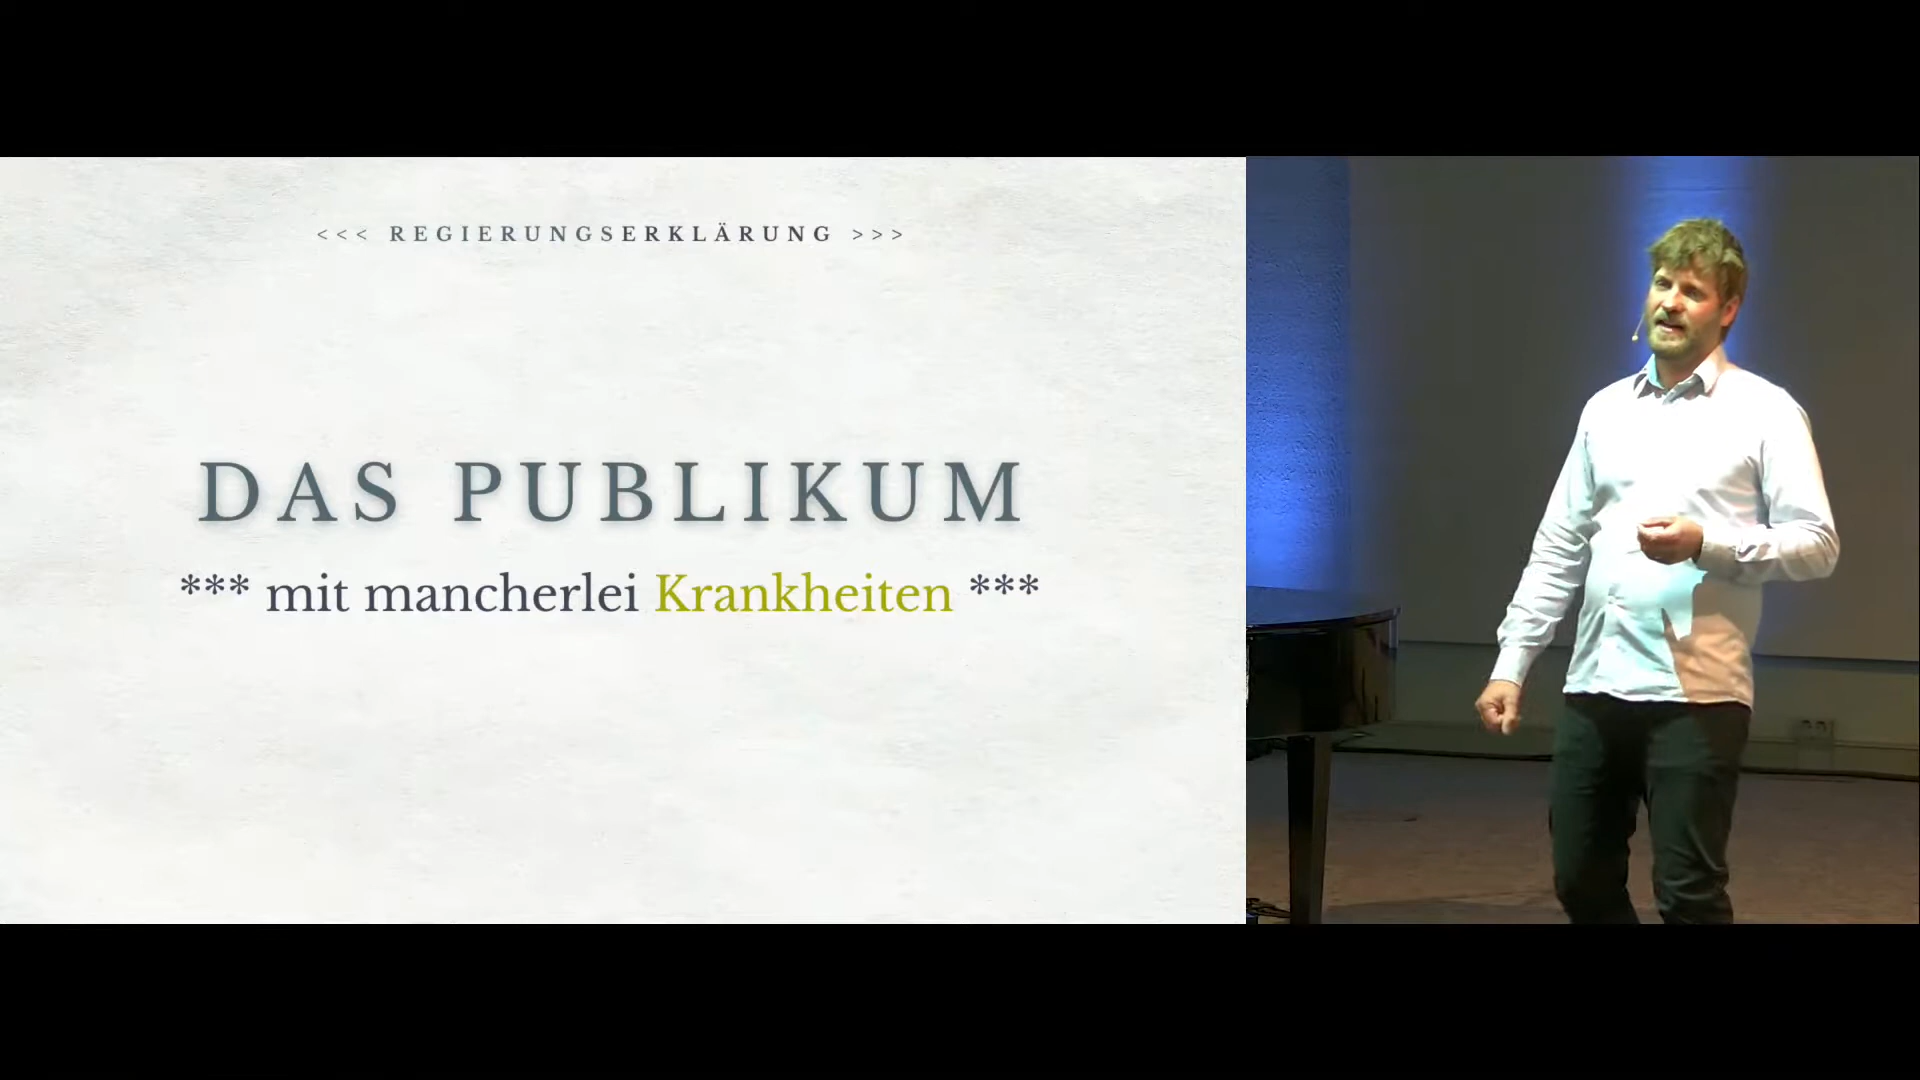 <<< REGIERUNGSERKLÄRUNG >>>
DAS PUBLIKUM
*** mit mancherlei Krankheiten ***